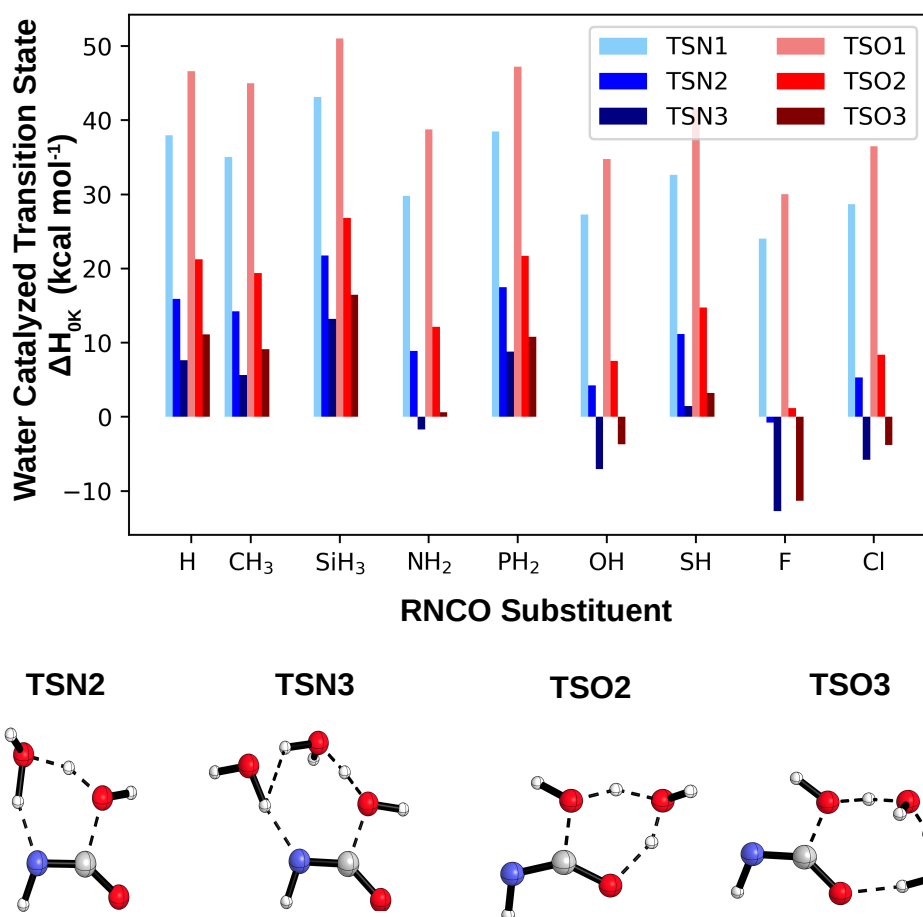 Water Catalyzed Transition State
ΔH0K (kcal mol-1)
50
40
30
20
10
0
−10
TSN1
TSN2
TSN3
TSO1
TSO2
TSO3
H CH3 SiH3 NH2 PH2 OH SH F Cl
RNCO Substituent
TSN2 TSN3 TSO2 TSO3